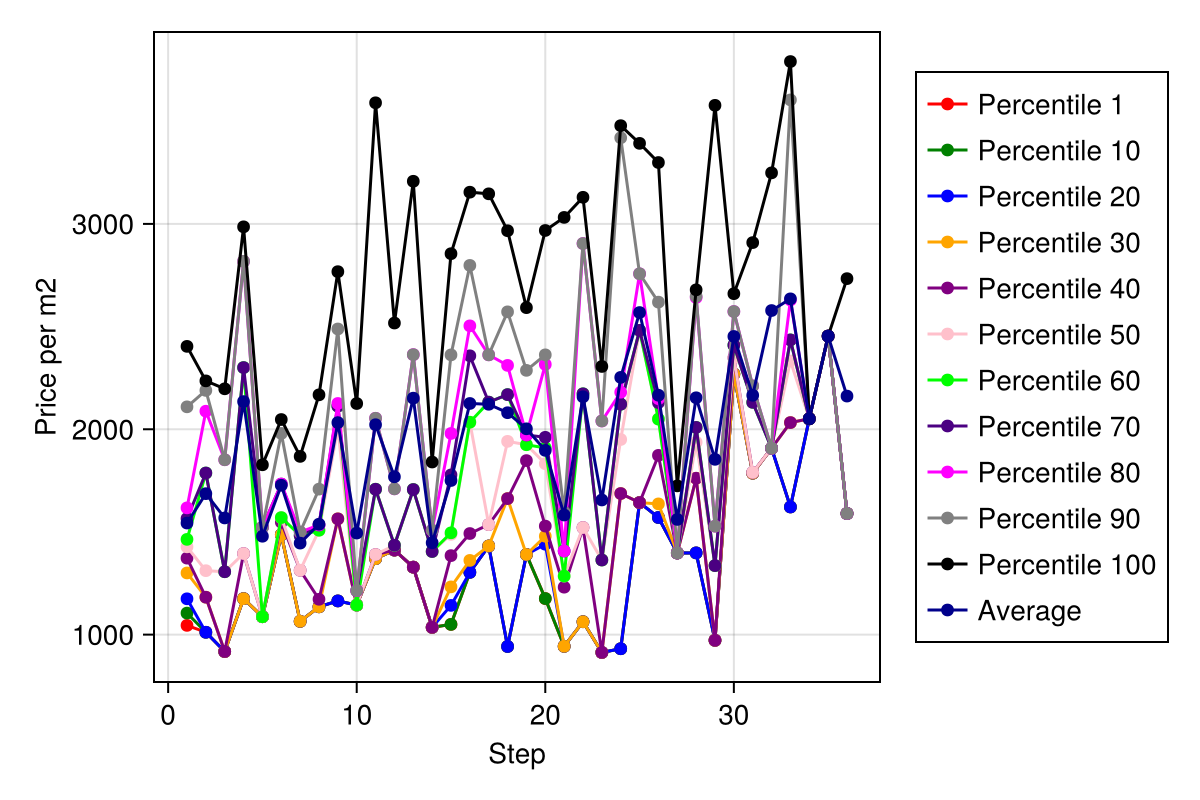 3000
2000
1000
Price per m2
0 10 20 30
Step
Percentile 1
Percentile 10
Percentile 20
Percentile 30
Percentile 40
Percentile 50
Percentile 60
Percentile 70
Percentile 80
Percentile 90
Percentile 100
Average